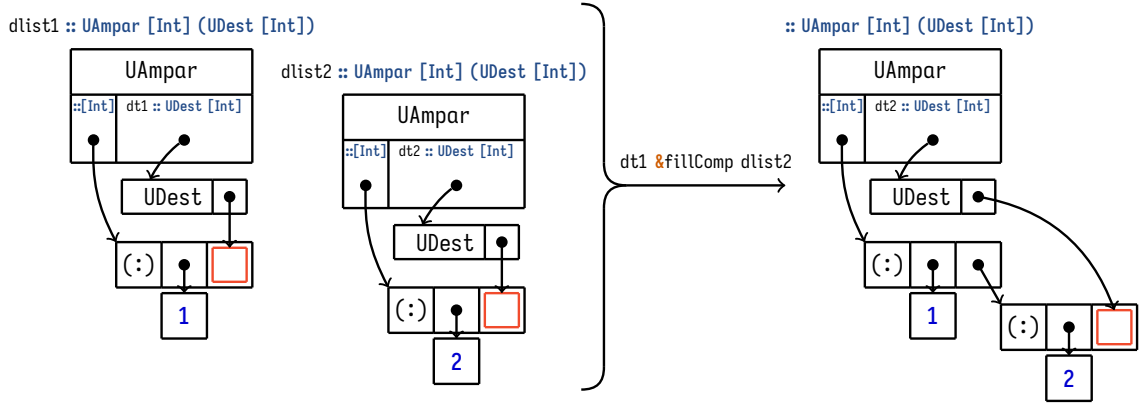 dlist1 :: UAmpar [Int] (UDest [Int])
UAmpar
::[Int] dt1 :: UDest [Int]
UDest
(:)
1
dlist2 :: UAmpar [Int] (UDest [Int])
UAmpar
::[Int] dt2 :: UDest [Int]
UDest
(:)
2
dt1 &fillComp dlist2
:: UAmpar [Int] (UDest [Int])
UAmpar
::[Int] dt2 :: UDest [Int]
UDest
(:)
1
(:)
2